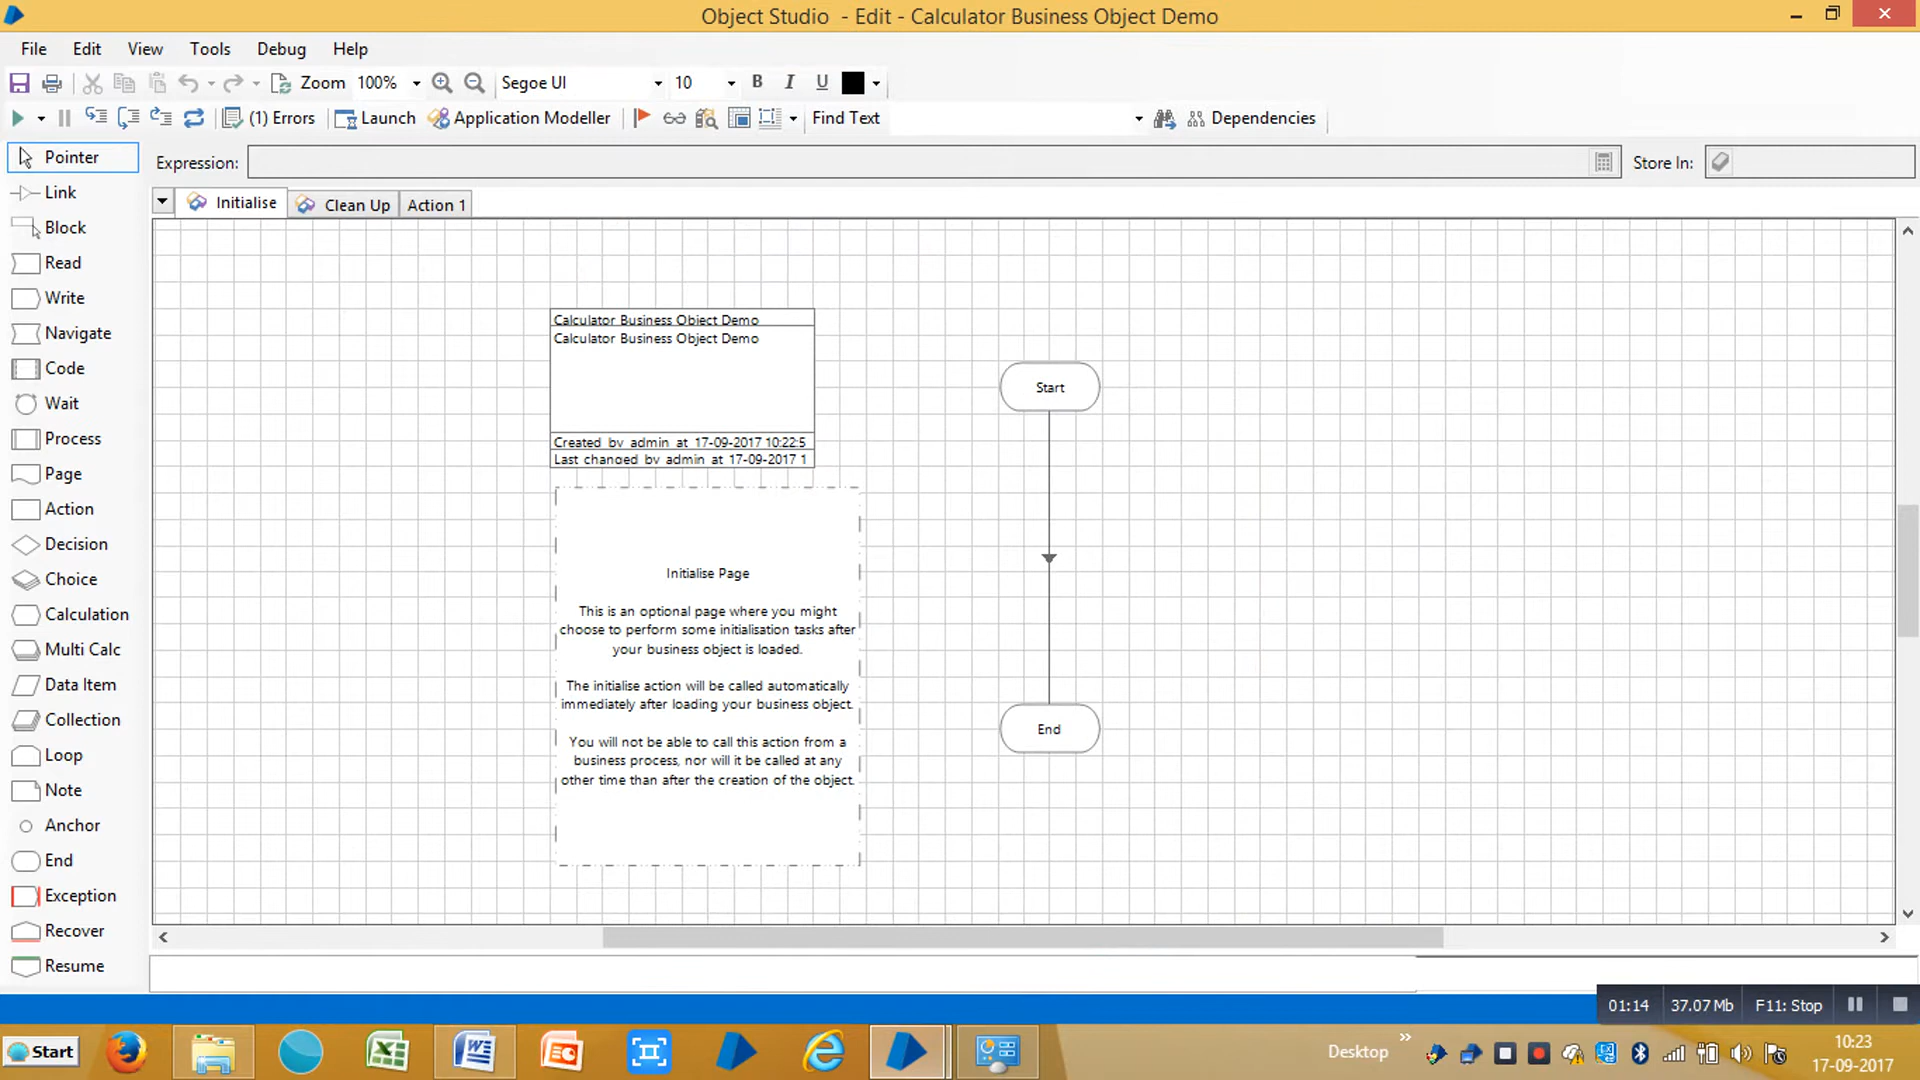 Object Studio - Edit - Calculator Business Object Demo
File Edit View Tools Debug Help
Zoom 100% Segoe UI 10 B I U
(1) Errors Launch Application Modeller Find Text Dependencies
Pointer
Expression:
Store In:
Link
Initialise Clean Up Action 1
Block
Read
Write
Navigate
Code
Wait
Process
Page
Action
Decision
Choice
Calculation
Multi Calc
Data Item
Collection
Loop
Note
Anchor
End
Exception
Recover
Resume
Calculator Business Object Demo
Calculator Business Object Demo
Created by admin at 17-09-2017 10:22:5
Last changed by admin at 17-09-2017 1
Initialise Page
This is an optional page where you might
choose to perform some initialisation tasks after
your business object is loaded.
The initialise action will be called automatically
immediately after loading your business object.
You will not be able to call this action from a
business process, nor will it be called at any
other time than after the creation of the object.
Start
End
01:14 37.07 Mb F11: Stop
Start
Desktop
10:23
17-09-2017